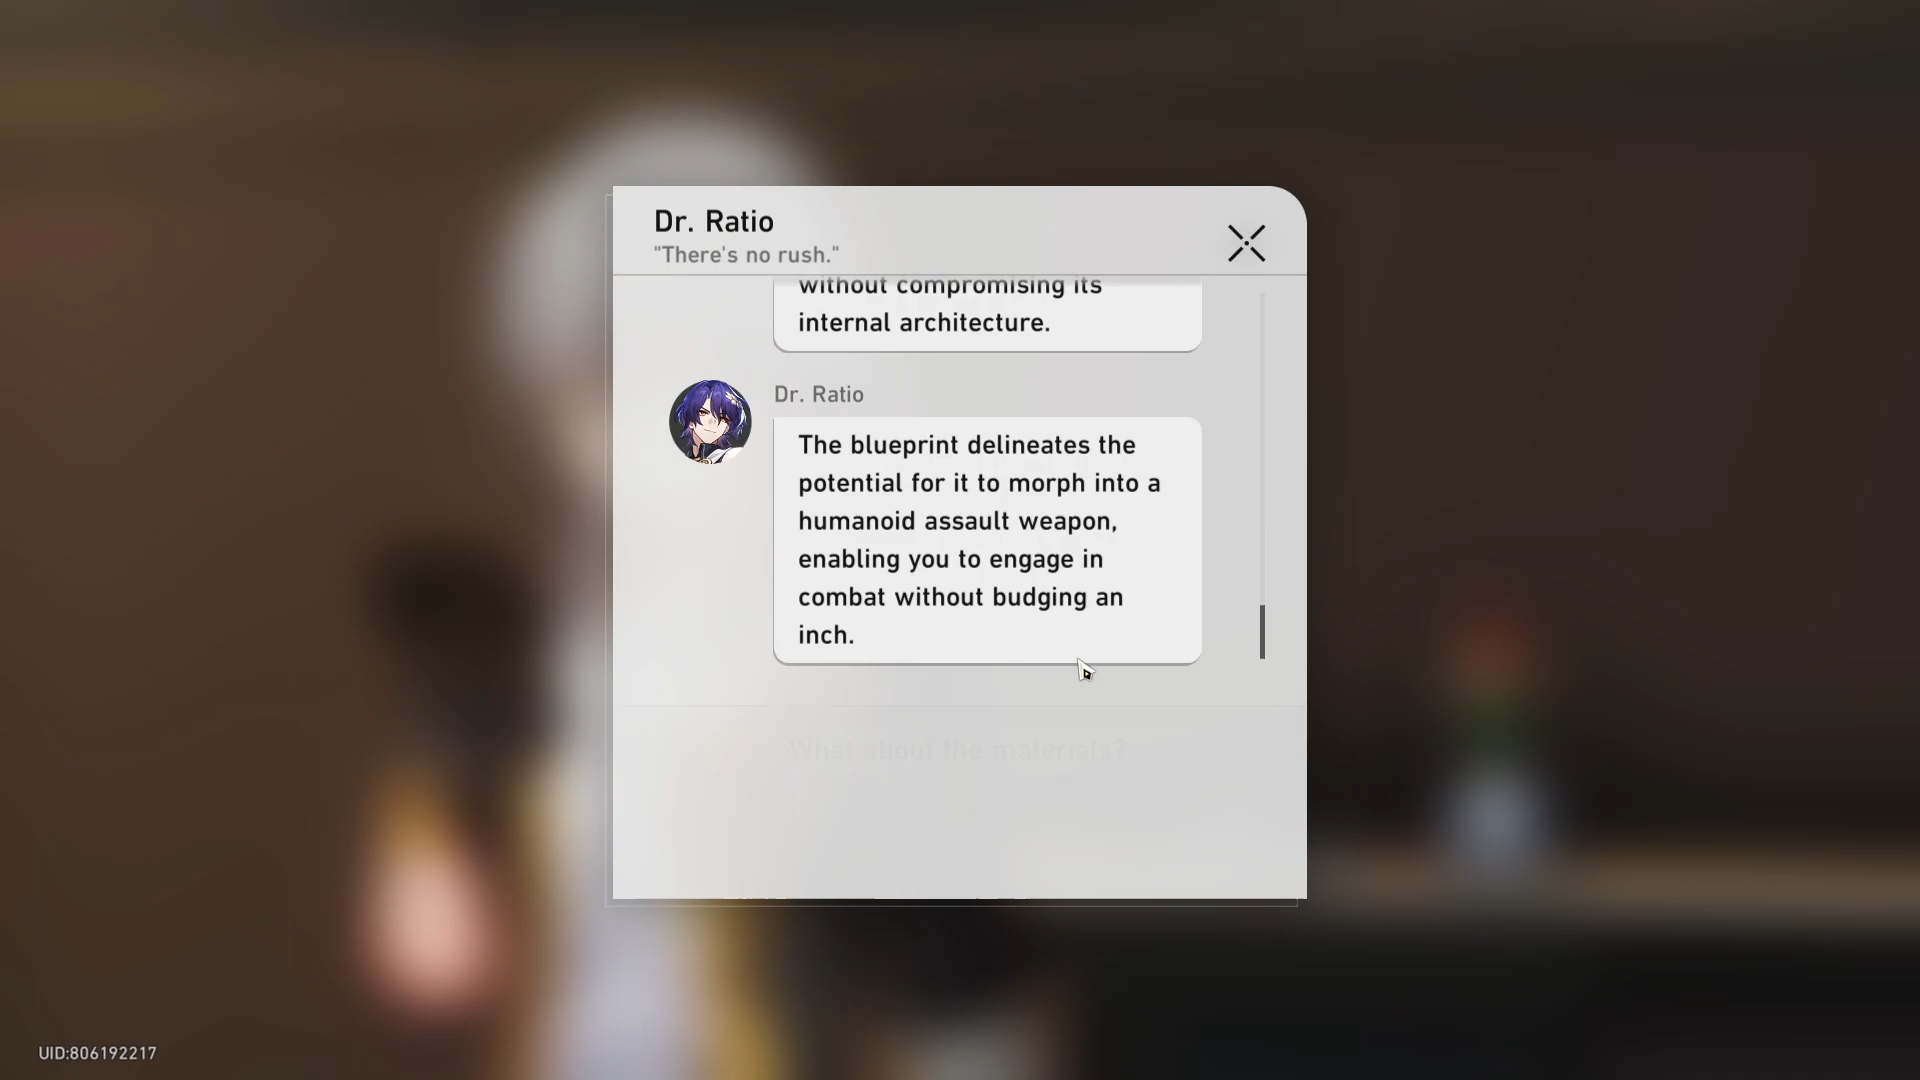 Dr. Ratio
"There's no rush."
without compromising its
internal architecture.
Dr. Ratio
The blueprint delineates the
potential for it to morph into a
humanoid assault weapon,
enabling you to engage in
combat without budging an
inch.
What about the materials?
UID:806192217